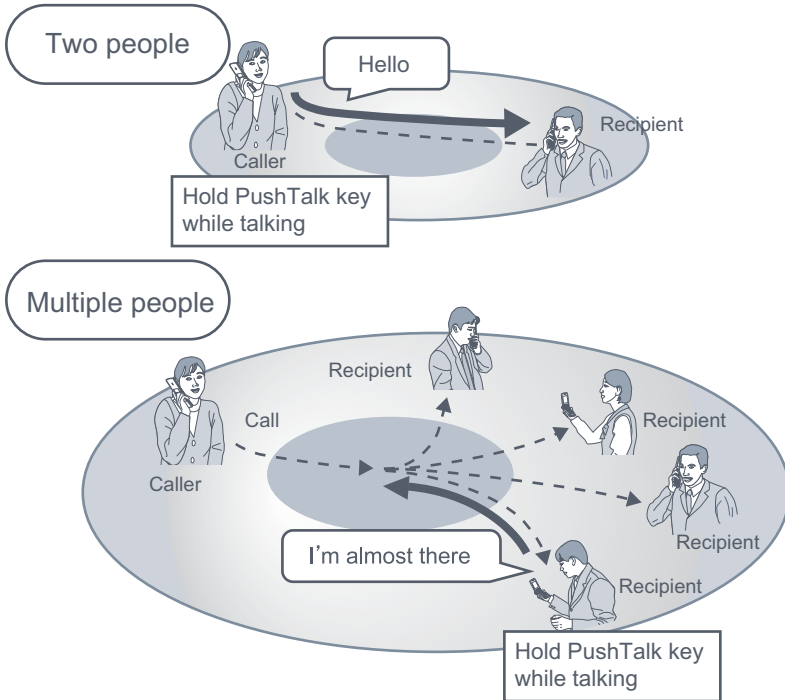 Two people
Hello
Recipient
Caller
Hold PushTalk key
while talking
Multiple people
Recipient
Call
Recipient
Caller
Recipient
I'm almost there
Recipient
Hold PushTalk key
while talking